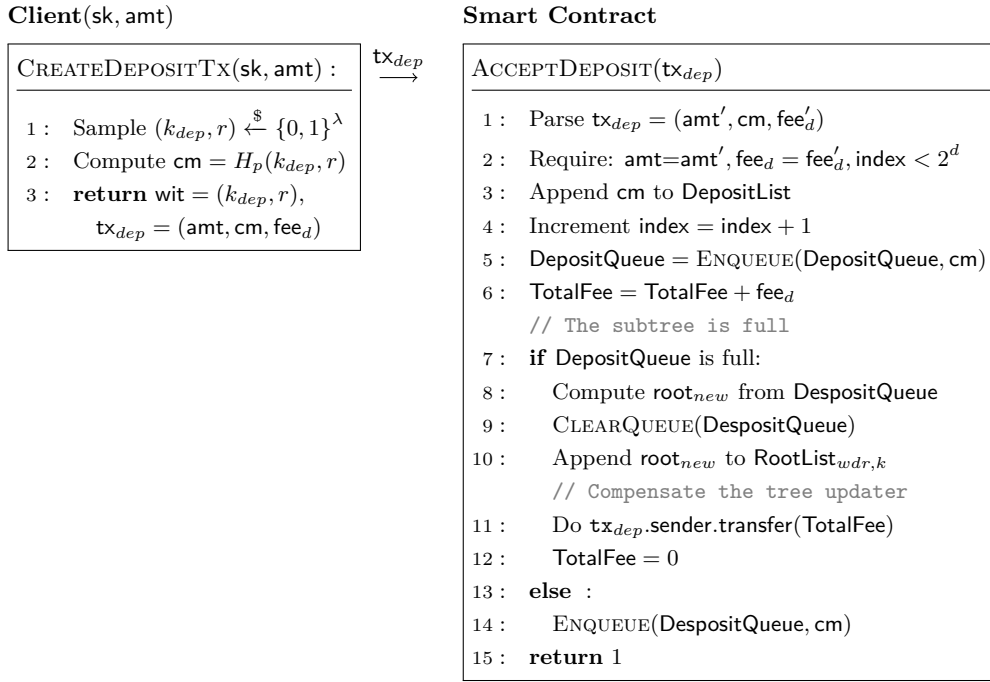 Client(sk, amt)
CreateDepositTx(sk, amt) :
1 : Sample (k_dep, r) ←$ {0, 1}^λ
2 : Compute cm = H_p(k_dep, r)
3 : return wit = (k_dep, r),
tx_dep = (amt, cm, fee_d)
tx_dep
⟶
Smart Contract
AcceptDeposit(tx_dep)
1 : Parse tx_dep = (amt′, cm, fee′_d)
2 : Require: amt=amt′, fee_d = fee′_d, index < 2^d
3 : Append cm to DepositList
4 : Increment index = index + 1
5 : DepositQueue = Enqueue(DepositQueue, cm)
6 : TotalFee = TotalFee + fee_d
// The subtree is full
7 : if DepositQueue is full:
8 : Compute root_new from DespositQueue
9 : ClearQueue(DespositQueue)
10 : Append root_new to RootList_wdr,k
// Compensate the tree updater
11 : Do tx_dep.sender.transfer(TotalFee)
12 : TotalFee = 0
13 : else :
14 : Enqueue(DespositQueue, cm)
15 : return 1